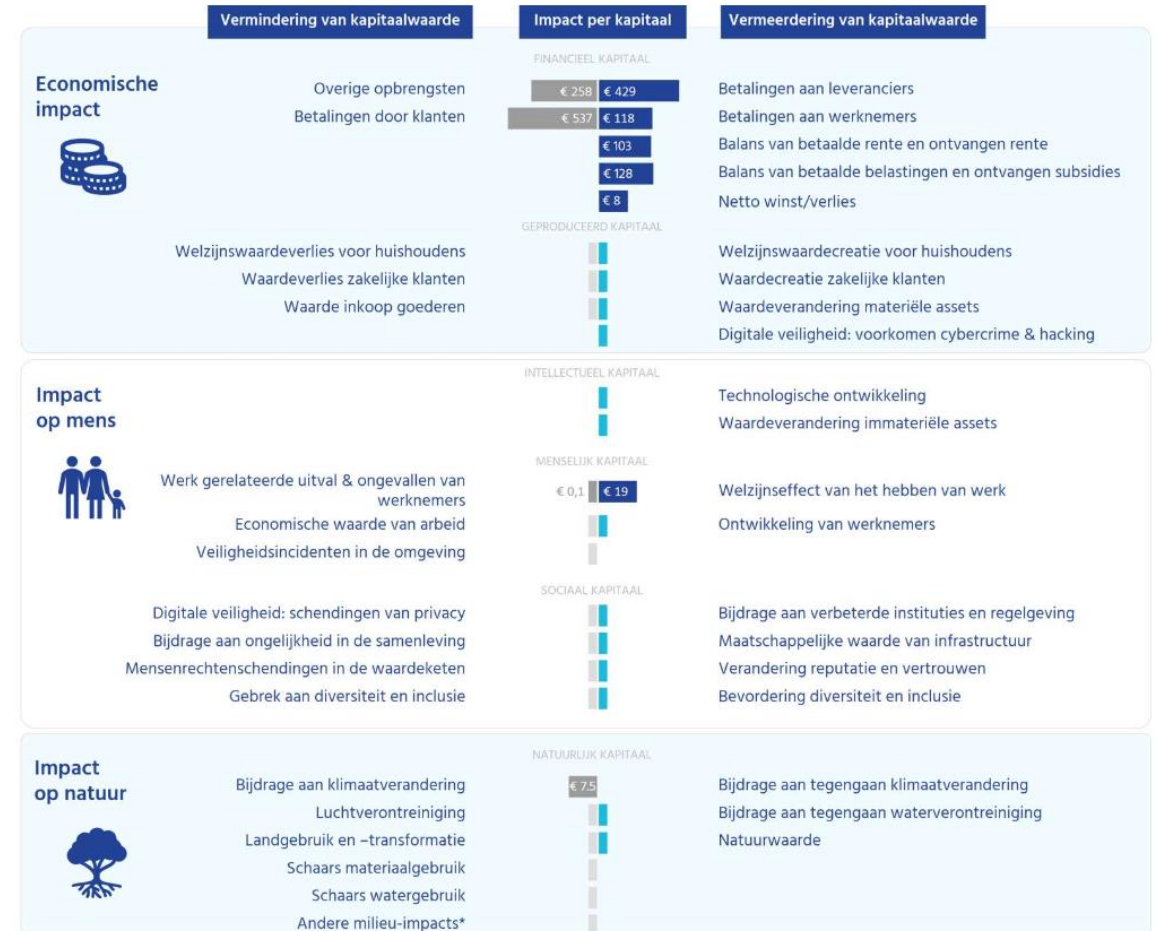 Vermindering van kapitaalwaarde
Impact per kapitaal
Vermeerdering van kapitaalwaarde
Economische
impact
FINANCIEEL KAPITAAL
Overige opbrengsten € 258 € 429 Betalingen aan leveranciers
Betalingen door klanten € 537 € 118 Betalingen aan werknemers
€ 103 Balans van betaalde rente en ontvangen rente
€ 128 Balans van betaalde belastingen en ontvangen subsidies
€ 8 Netto winst/verlies
GEPRODUCEERD KAPITAAL
Welzijnswaardeverlies voor huishoudens Welzijnswaardecreatie voor huishoudens
Waardeverlies zakelijke klanten Waardecreatie zakelijke klanten
Waarde inkoop goederen Waardeverandering materiële assets
Digitale veiligheid: voorkomen cybercrime & hacking
Impact
op mens
INTELLECTUEEL KAPITAAL
Technologische ontwikkeling
Waardeverandering immateriële assets
MENSELIJK KAPITAAL
Werk gerelateerde uitval & ongevallen van
werknemers
€ 0,1 € 19 Welzijnseffect van het hebben van werk
Economische waarde van arbeid Ontwikkeling van werknemers
Veiligheidsincidenten in de omgeving
SOCIAAL KAPITAAL
Digitale veiligheid: schendingen van privacy Bijdrage aan verbeterde instituties en regelgeving
Bijdrage aan ongelijkheid in de samenleving Maatschappelijke waarde van infrastructuur
Mensenrechtenschendingen in de waardeketen Verandering reputatie en vertrouwen
Gebrek aan diversiteit en inclusie Bevordering diversiteit en inclusie
Impact
op natuur
NATUURLIJK KAPITAAL
Bijdrage aan klimaatverandering € 7.5 Bijdrage aan tegengaan klimaatverandering
Luchtverontreiniging Bijdrage aan tegengaan waterverontreiniging
Landgebruik en –transformatie Natuurwaarde
Schaars materiaalgebruik
Schaars watergebruik
Andere milieu-impacts*